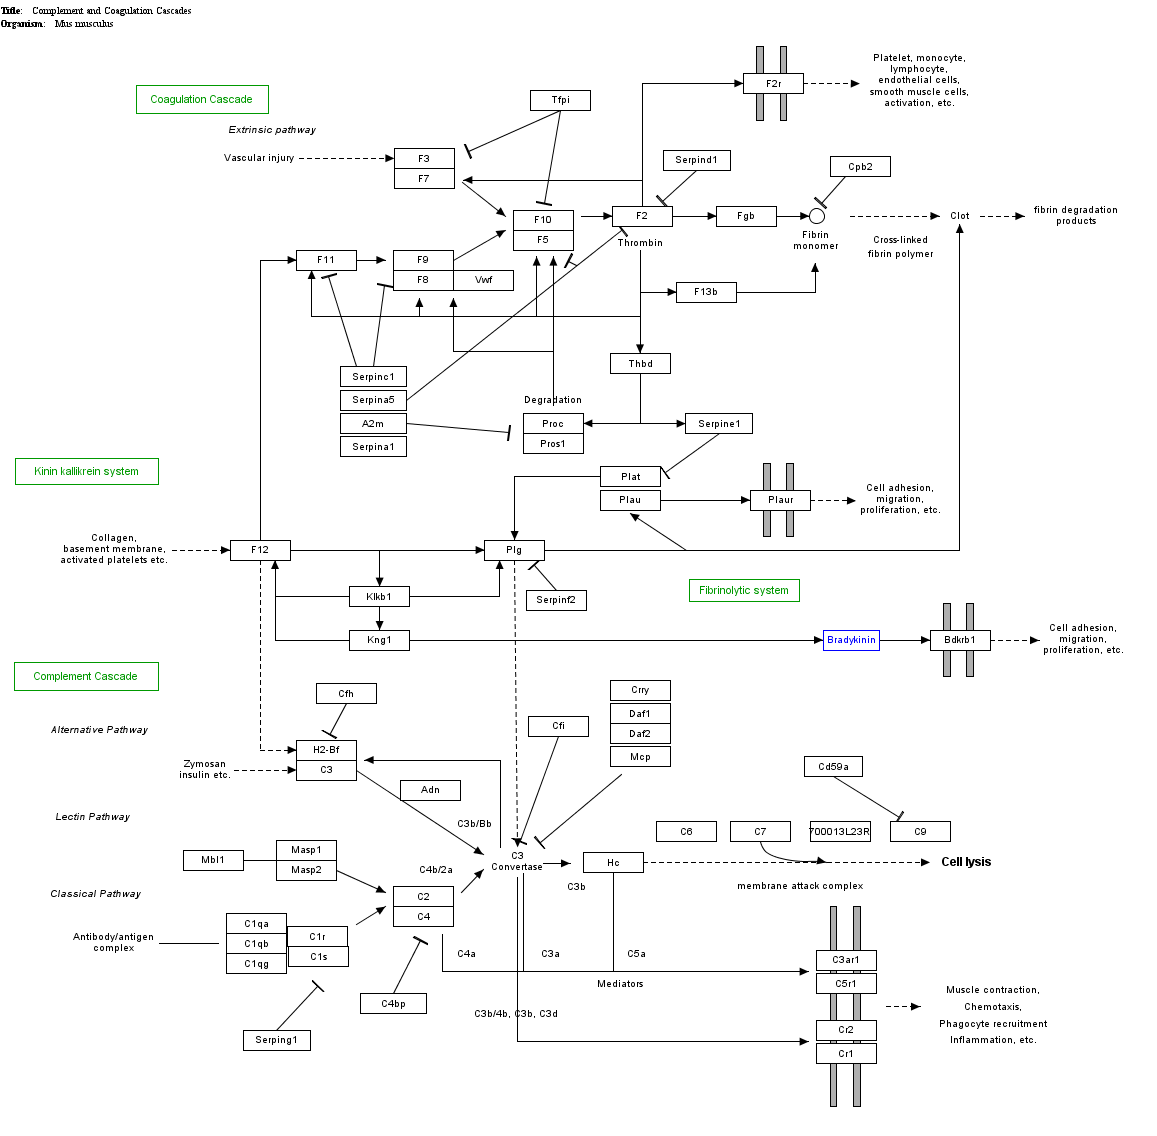 Title: Complement and Coagulation Cascades
Organism: Mus musculus
Coagulation Cascade
Extrinsic pathway
Vascular injury
Tfpi
F3
F7
F10
F5
F2r
Platelet, monocyte,
lymphocyte,
endothelial cells,
smooth muscle cells,
activation, etc.
Serpind1
Cpb2
F2
Thrombin
Fgb
Fibrin
monomer
Cross-linked
fibrin polymer
Clot
fibrin degradation
products
F11
F9
F8
Vwf
F13b
Thbd
Serpinc1
Serpina5
A2m
Serpina1
Degradation
Proc
Pros1
Serpine1
Kinin kallikrein system
Plat
Plau
Plaur
Cell adhesion,
migration,
proliferation, etc.
Collagen,
basement membrane,
activated platelets etc.
F12
Plg
Klkb1
Serpinf2
Fibrinolytic system
Kng1
Bradykinin
Bdkrb1
Cell adhesion,
migration,
proliferation, etc.
Complement Cascade
Cfh
Crry
Daf1
Daf2
Mcp
Cfi
Alternative Pathway
H2-Bf
C3
Zymosan
insulin etc.
Adn
Cd59a
Lectin Pathway
C3b/Bb
C6
C7
700013L23R
C9
Mbl1
Masp1
Masp2
C4b/2a
C3
Convertase
Hc
Cell lysis
C3b
membrane attack complex
Classical Pathway
C2
C4
Antibody/antigen
complex
C1qa
C1qb
C1qg
C1r
C1s
C4a
C3a
C5a
Mediators
C3ar1
C5r1
Cr2
Cr1
C4bp
C3b/4b, C3b, C3d
Serping1
Muscle contraction,
Chemotaxis,
Phagocyte recruitment
Inflammation, etc.